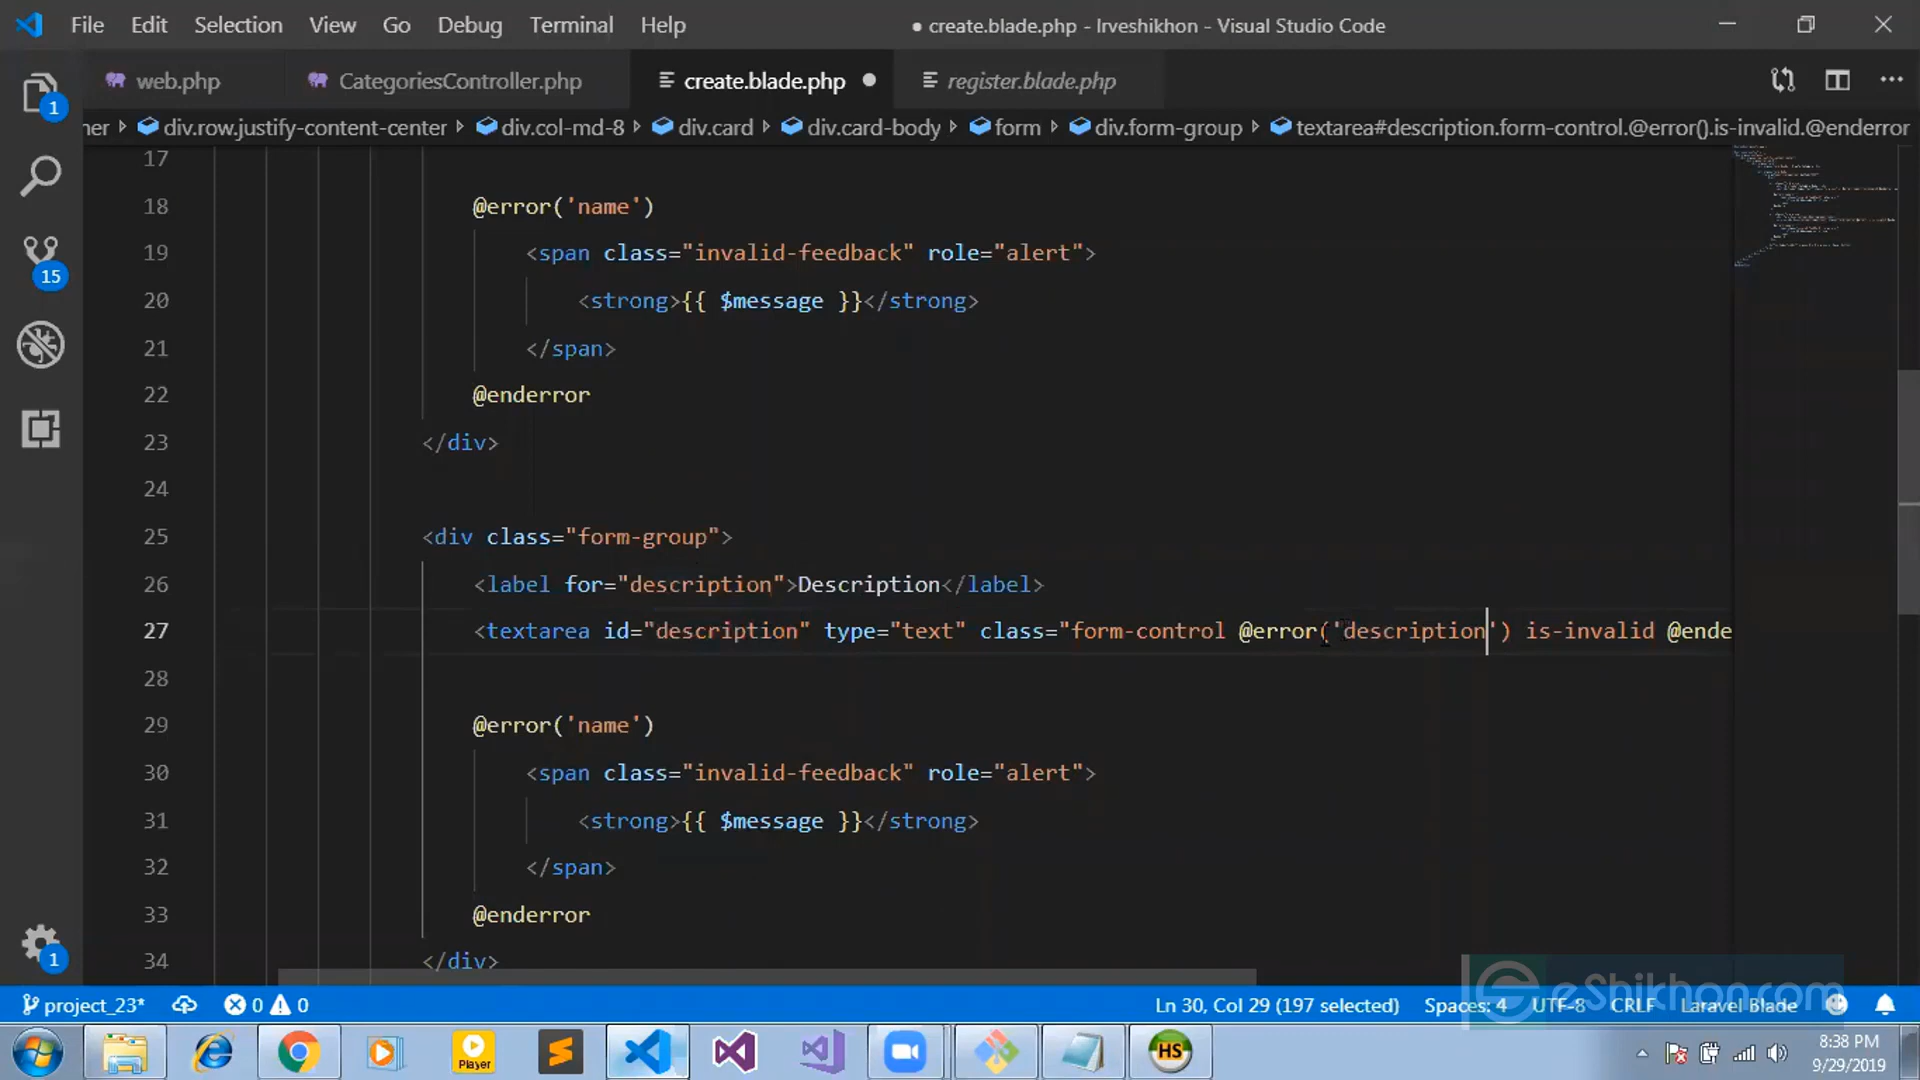 File Edit Selection View Go Debug Terminal Help ● create.blade.php - lrveshikhon - Visual Studio Code
web.php CategoriesController.php create.blade.php ● register.blade.php
ner > div.row.justify-content-center > div.col-md-8 > div.card > div.card-body > form > div.form-group > textarea#description.form-control.@error().is-invalid.@enderror
17
18 @error('name')
19 <span class="invalid-feedback" role="alert">
20 <strong>{{ $message }}</strong>
21 </span>
22 @enderror
23 </div>
24
25 <div class="form-group">
26 <label for="description">Description</label>
27 <textarea id="description" type="text" class="form-control @error('description') is-invalid @ende
28
29 @error('name')
30 <span class="invalid-feedback" role="alert">
31 <strong>{{ $message }}</strong>
32 </span>
33 @enderror
34 </div>
1
15
1
eShikhon.com
project_23* 0 0 Ln 30, Col 29 (197 selected) Spaces: 4 UTF-8 CRLF Laravel Blade
Player
HS
8:38 PM
9/29/2019